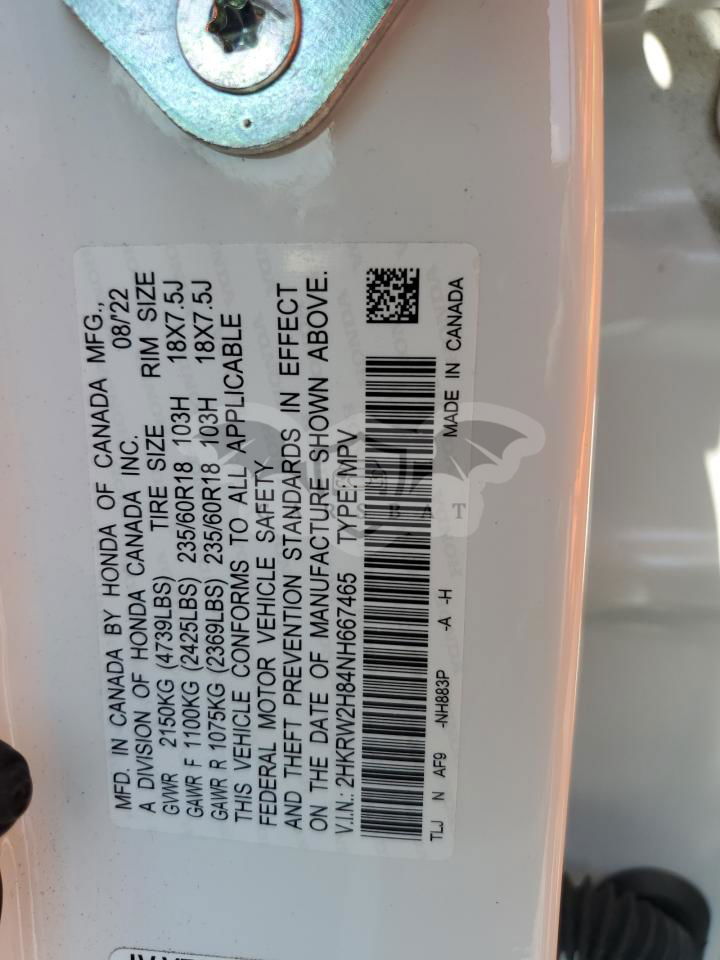 MFD. IN CANADA BY HONDA OF CANADA MFG.,
A DIVISION OF HONDA CANADA INC. 08/'22
GVWR 2150KG (4739LBS) TIRE SIZE RIM SIZE
GAWR F 1100KG (2425LBS) 235/60R18 103H 18X7.5J
GAWR R 1075KG (2369LBS) 235/60R18 103H 18X7.5J
THIS VEHICLE CONFORMS TO ALL APPLICABLE
FEDERAL MOTOR VEHICLE SAFETY
AND THEFT PREVENTION STANDARDS IN EFFECT
ON THE DATE OF MANUFACTURE SHOWN ABOVE.
V.I.N.: 2HKRW2H84NH667465 TYPE:MPV
TLJ N AF9 -NH883P -A -H MADE IN CANADA